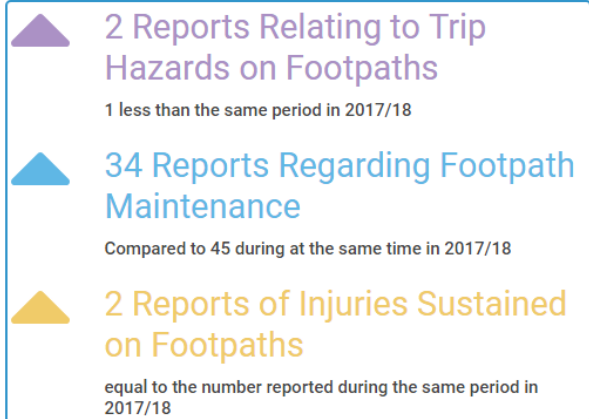 2 Reports Relating to Trip
Hazards on Footpaths
1 less than the same period in 2017/18
34 Reports Regarding Footpath
Maintenance
Compared to 45 during at the same time in 2017/18
2 Reports of Injuries Sustained
on Footpaths
equal to the number reported during the same period in
2017/18